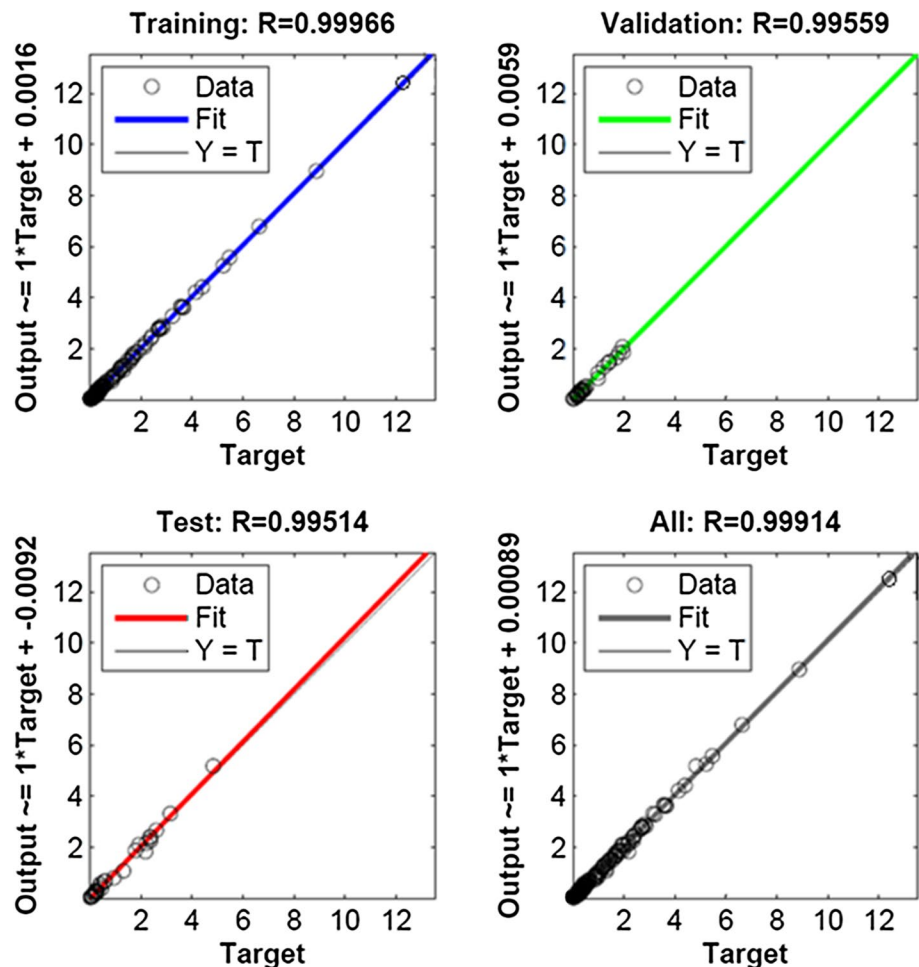 Training: R=0.99966
Output ~= 1*Target + 0.0016
12
10
8
6
4
2
Data
Fit
Y = T
2 4 6 8 10 12
Target
Validation: R=0.99559
Output ~= 1*Target + 0.0059
12
10
8
6
4
2
Data
Fit
Y = T
2 4 6 8 10 12
Target
Test: R=0.99514
Output ~= 1*Target + -0.0092
12
10
8
6
4
2
Data
Fit
Y = T
2 4 6 8 10 12
Target
All: R=0.99914
Output ~= 1*Target + 0.00089
12
10
8
6
4
2
Data
Fit
Y = T
2 4 6 8 10 12
Target